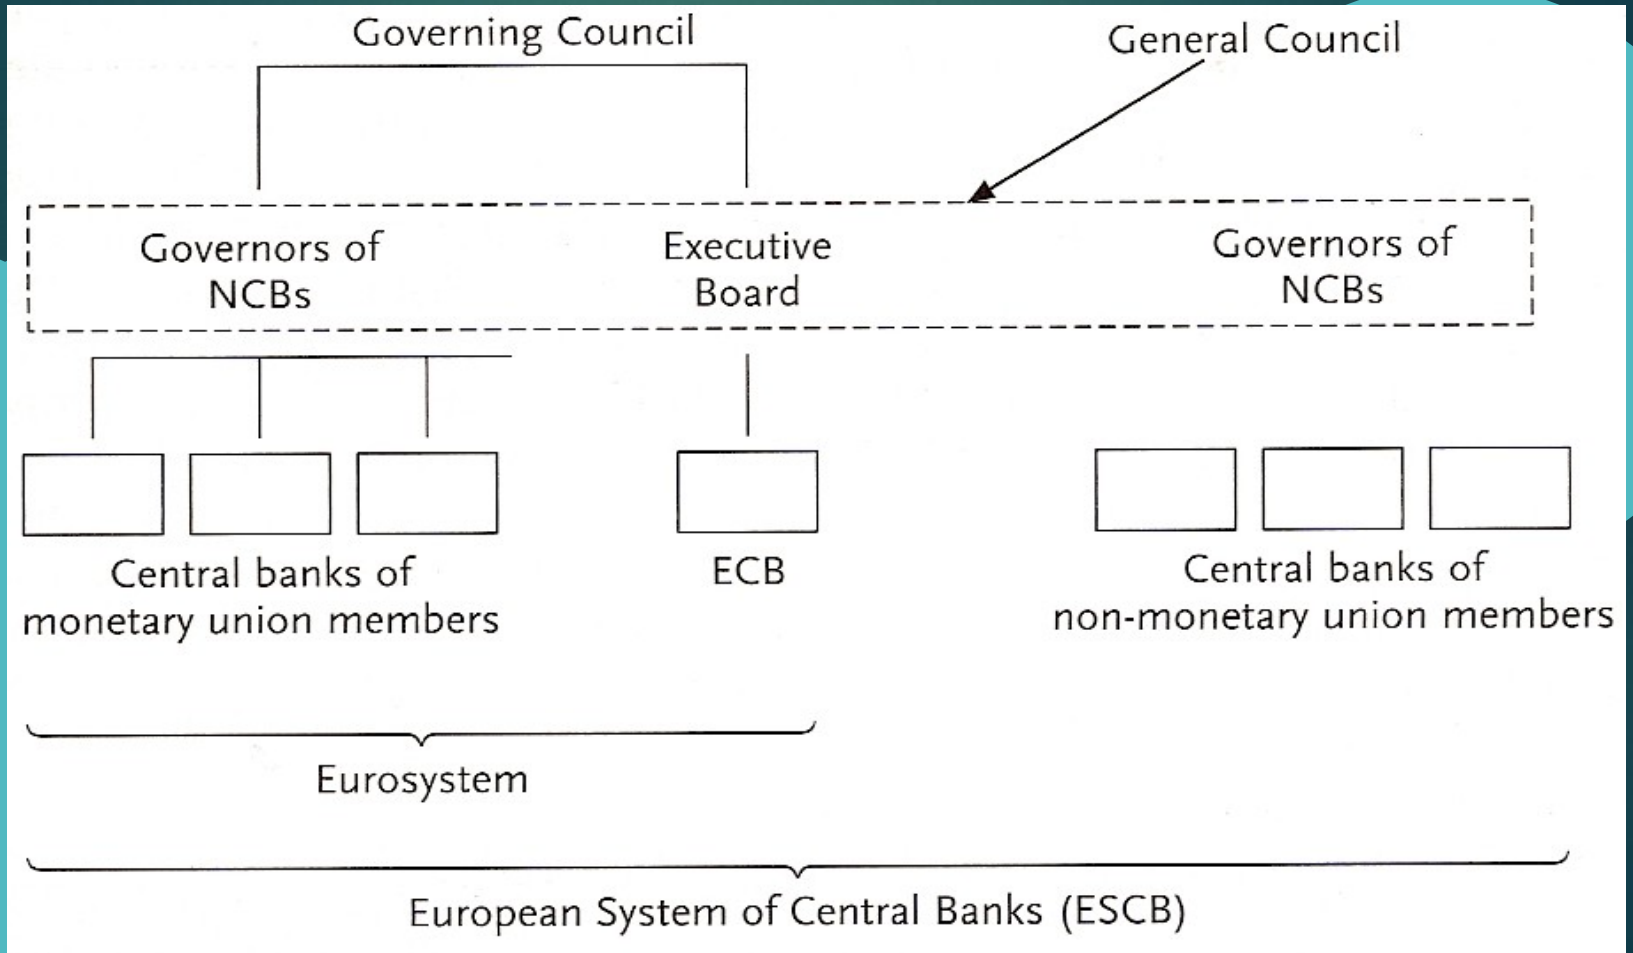 Governing Council
General Council
Governors of
NCBs
Executive
Board
Governors of
NCBs
Central banks of
monetary union members
ECB
Central banks of
non-monetary union members
Eurosystem
European System of Central Banks (ESCB)